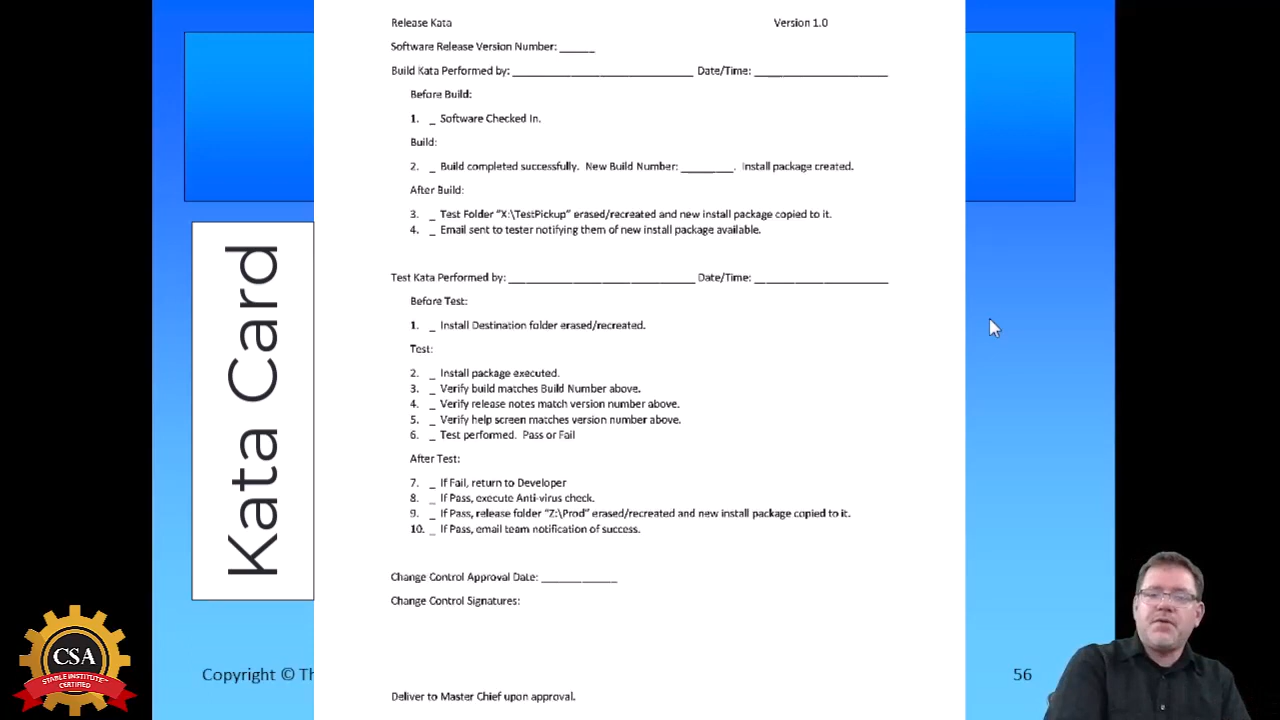 Release Kata Version 1.0
Software Release Version Number: ______
Build Kata Performed by: ______________________________ Date/Time: ______________________
Before Build:
1. _ Software Checked In.
Build:
2. _ Build completed successfully. New Build Number: _________. Install package created.
After Build:
3. _ Test Folder “X:\TestPickup” erased/recreated and new install package copied to it.
4. _ Email sent to tester notifying them of new install package available.
Test Kata Performed by: _______________________________ Date/Time: ______________________
Before Test:
1. _ Install Destination folder erased/recreated.
Test:
2. _ Install package executed.
3. _ Verify build matches Build Number above.
4. _ Verify release notes match version number above.
5. _ Verify help screen matches version number above.
6. _ Test performed. Pass or Fail
After Test:
7. _ If Fail, return to Developer
8. _ If Pass, execute Anti-virus check.
9. _ If Pass, release folder “Z:\Prod” erased/recreated and new install package copied to it.
10. _ If Pass, email team notification of success.
Change Control Approval Date: _____________
Change Control Signatures:
Deliver to Master Chief upon approval.
Kata Card
CSA
STABLE INSTITUTE™
CERTIFIED
Copyright © Th
56